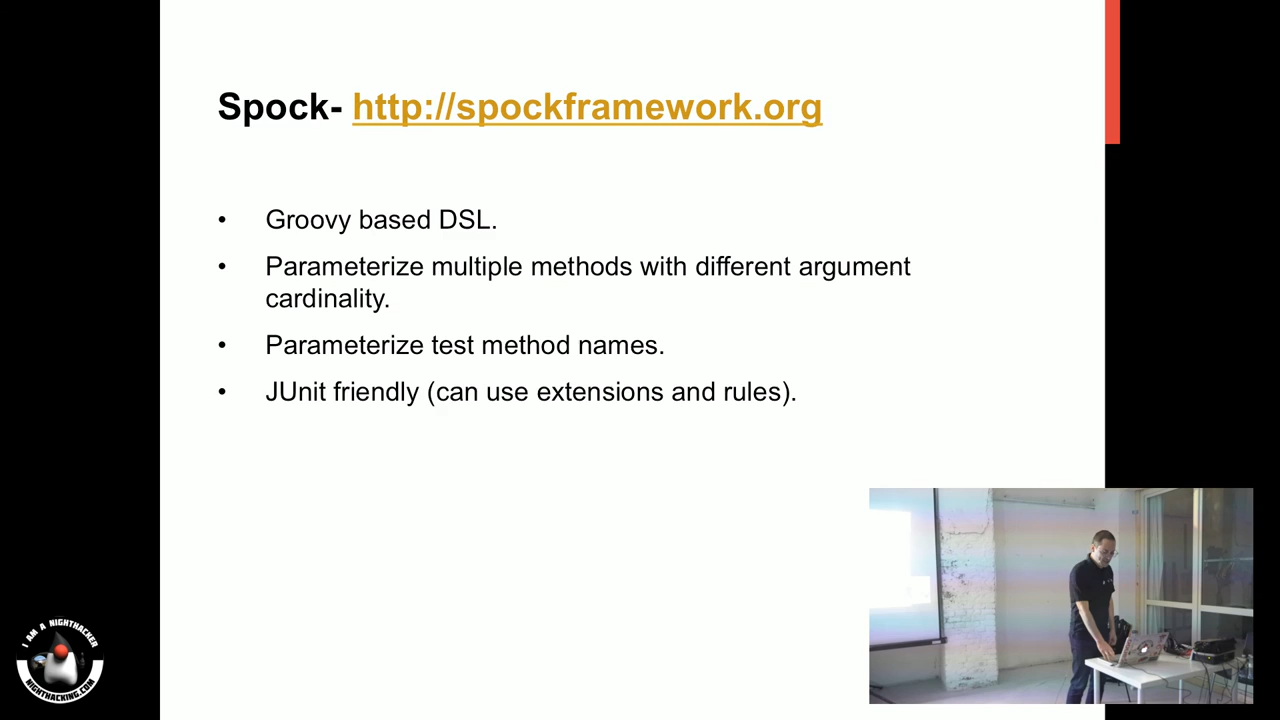 Spock- http://spockframework.org
• Groovy based DSL.
• Parameterize multiple methods with different argument
cardinality.
• Parameterize test method names.
• JUnit friendly (can use extensions and rules).
I AM A NIGHTHACKER
NIGHTHACKING.COM